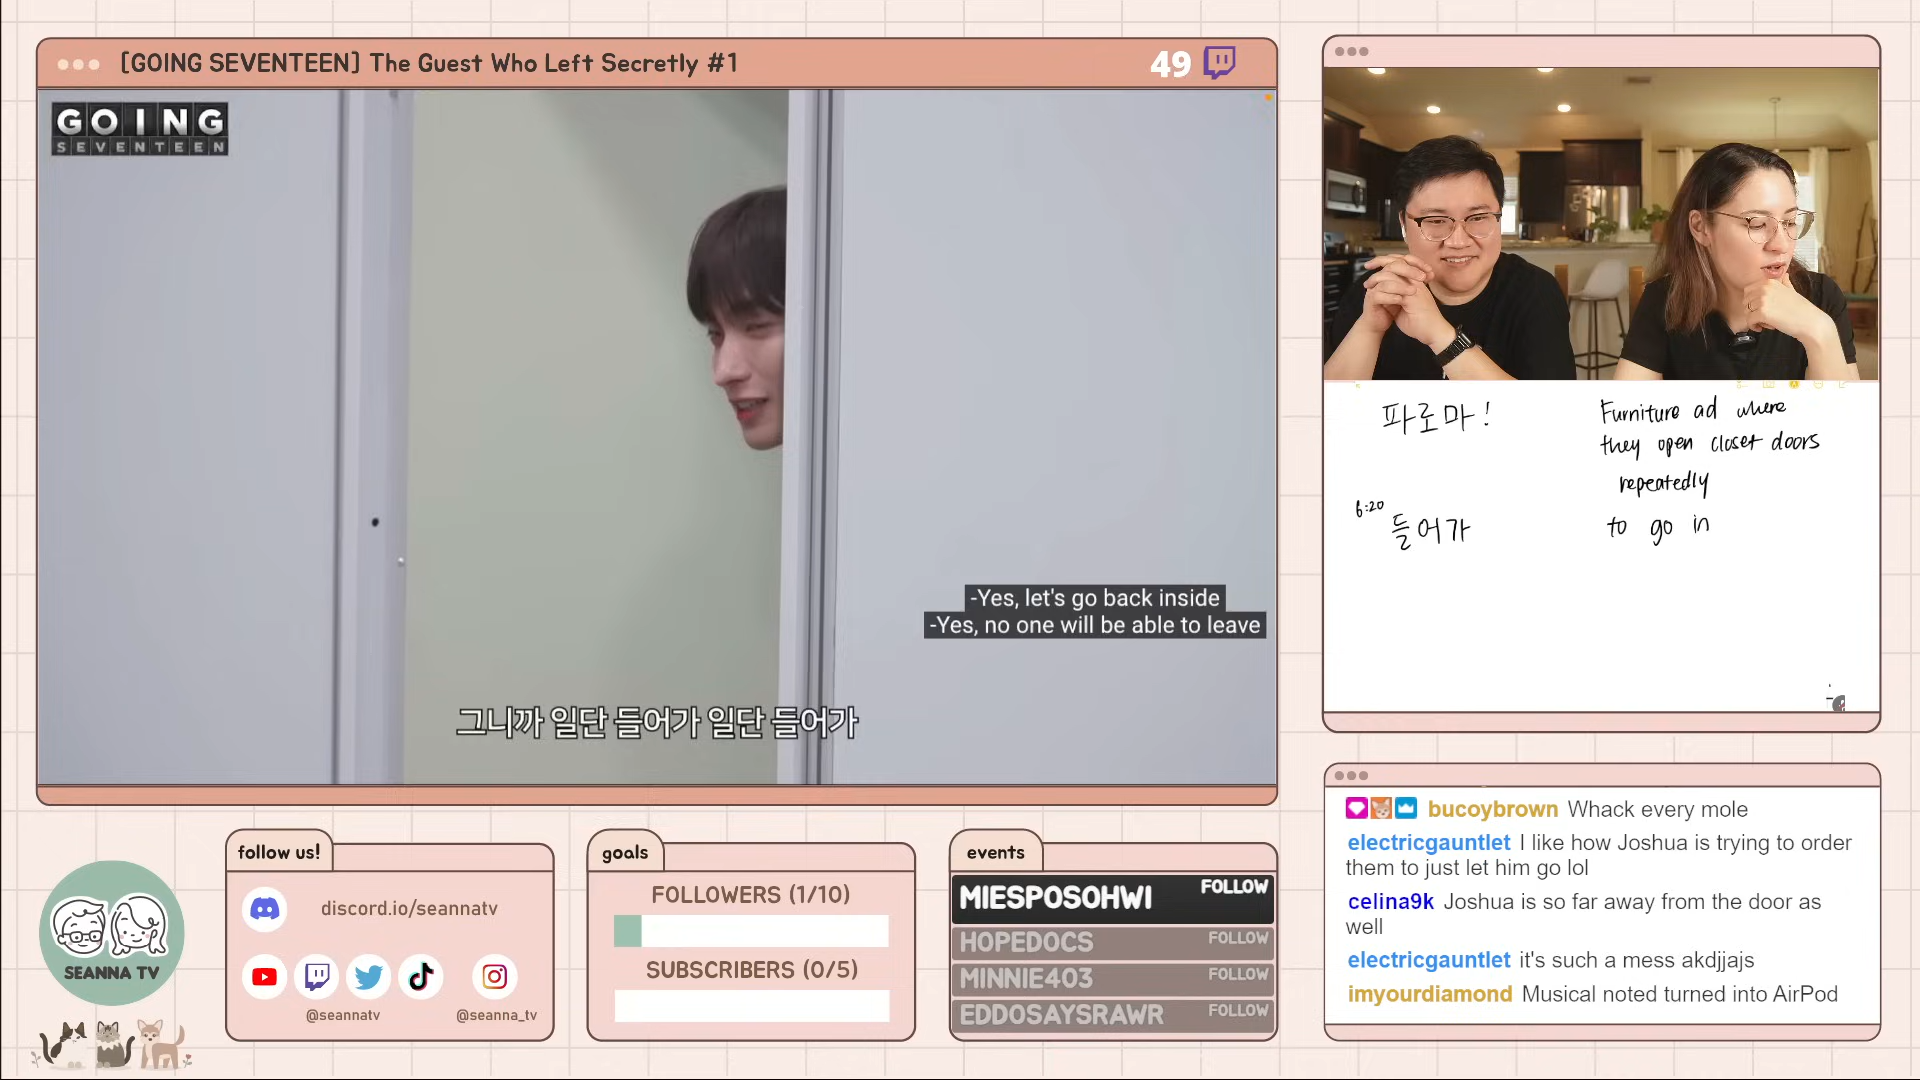 [GOING SEVENTEEN] The Guest Who Left Secretly #1
49
GOING
SEVENTEEN
-Yes, let's go back inside
-Yes, no one will be able to leave
그니까 일단 들어가 일단 들어가
파로마!
Furniture ad where
they open closet doors
repeatedly
6:20
들어가
to go in
bucoybrown Whack every mole
electricgauntlet I like how Joshua is trying to order
them to just let him go lol
celina9k Joshua is so far away from the door as
well
electricgauntlet it's such a mess akdjjajs
imyourdiamond Musical noted turned into AirPod
SEANNA TV
follow us!
discord.io/seannatv
@seannatv
@seanna_tv
goals
FOLLOWERS (1/10)
SUBSCRIBERS (0/5)
events
MIESPOSOHWI FOLLOW
HOPEDOCS FOLLOW
MINNIE403 FOLLOW
EDDOSAYSRAWR FOLLOW